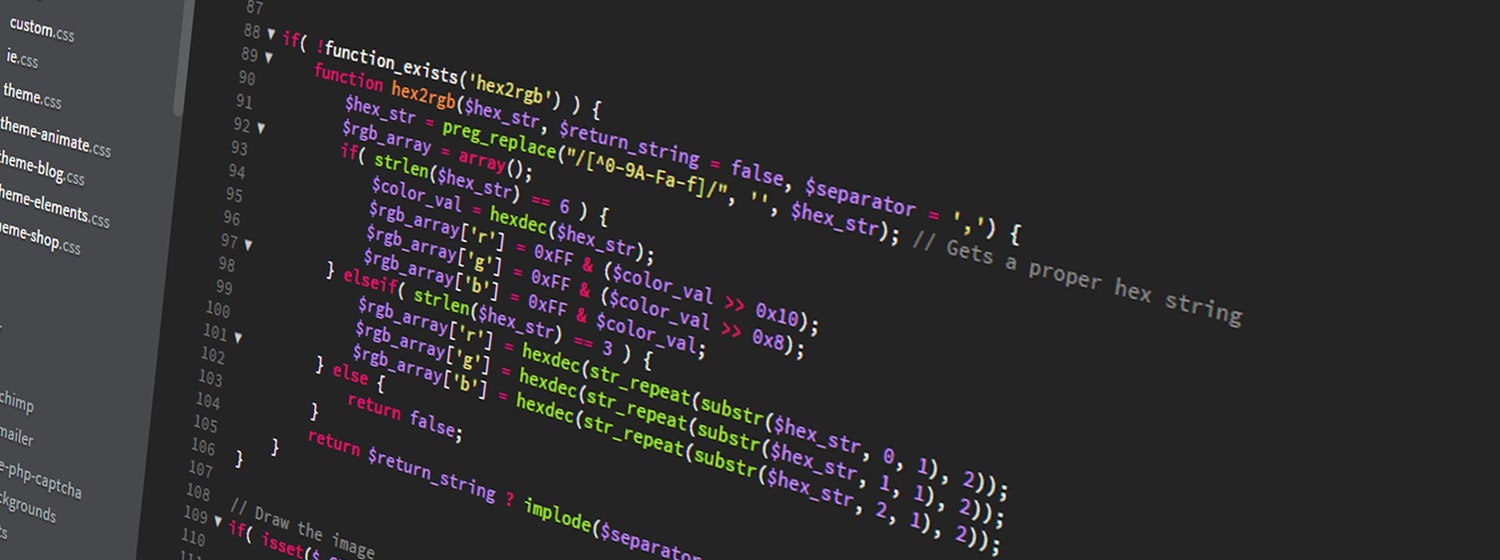 custom.css
ie.css
theme.css
theme-animate.css
theme-blog.css
theme-elements.css
theme-shop.css
chimp
mailer
e-php-captcha
ckgrounds
ts
87
88 if( !function_exists('hex2rgb') ) {
89 function hex2rgb($hex_str, $return_string = false, $separator = ',') {
90 $hex_str = preg_replace("/[^0-9A-Fa-f]/", '', $hex_str); // Gets a proper hex string
91 $rgb_array = array();
92 if( strlen($hex_str) == 6 ) {
93 $color_val = hexdec($hex_str);
94 $rgb_array['r'] = 0xFF & ($color_val >> 0x10);
95 $rgb_array['g'] = 0xFF & ($color_val >> 0x8);
96 $rgb_array['b'] = 0xFF & $color_val;
97 } elseif( strlen($hex_str) == 3 ) {
98 $rgb_array['r'] = hexdec(str_repeat(substr($hex_str, 0, 1), 2));
99 $rgb_array['g'] = hexdec(str_repeat(substr($hex_str, 1, 1), 2));
100 $rgb_array['b'] = hexdec(str_repeat(substr($hex_str, 2, 1), 2));
101 } else {
102 return false;
103 }
104 return $return_string ? implode($separator
105 }
106 }
107
108 // Draw the image
109 if( isset($
110